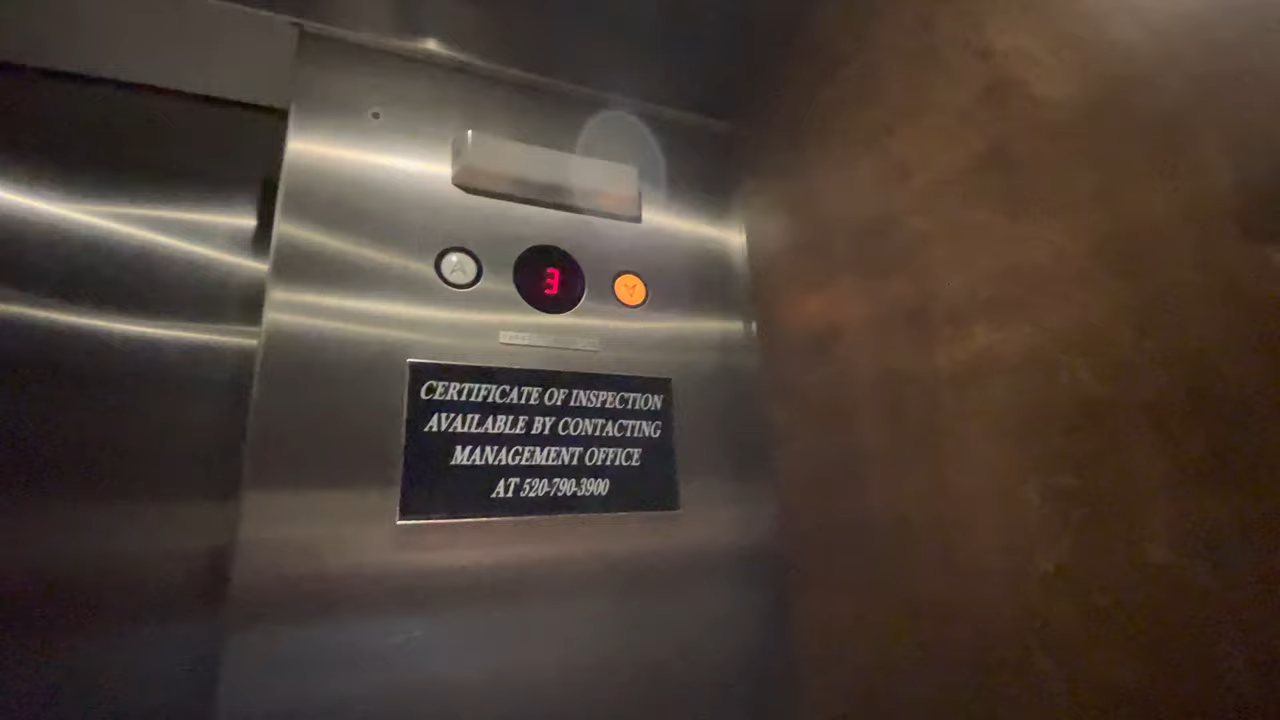 3
CERTIFICATE OF INSPECTION
AVAILABLE BY CONTACTING
MANAGEMENT OFFICE
AT 520-790-3900